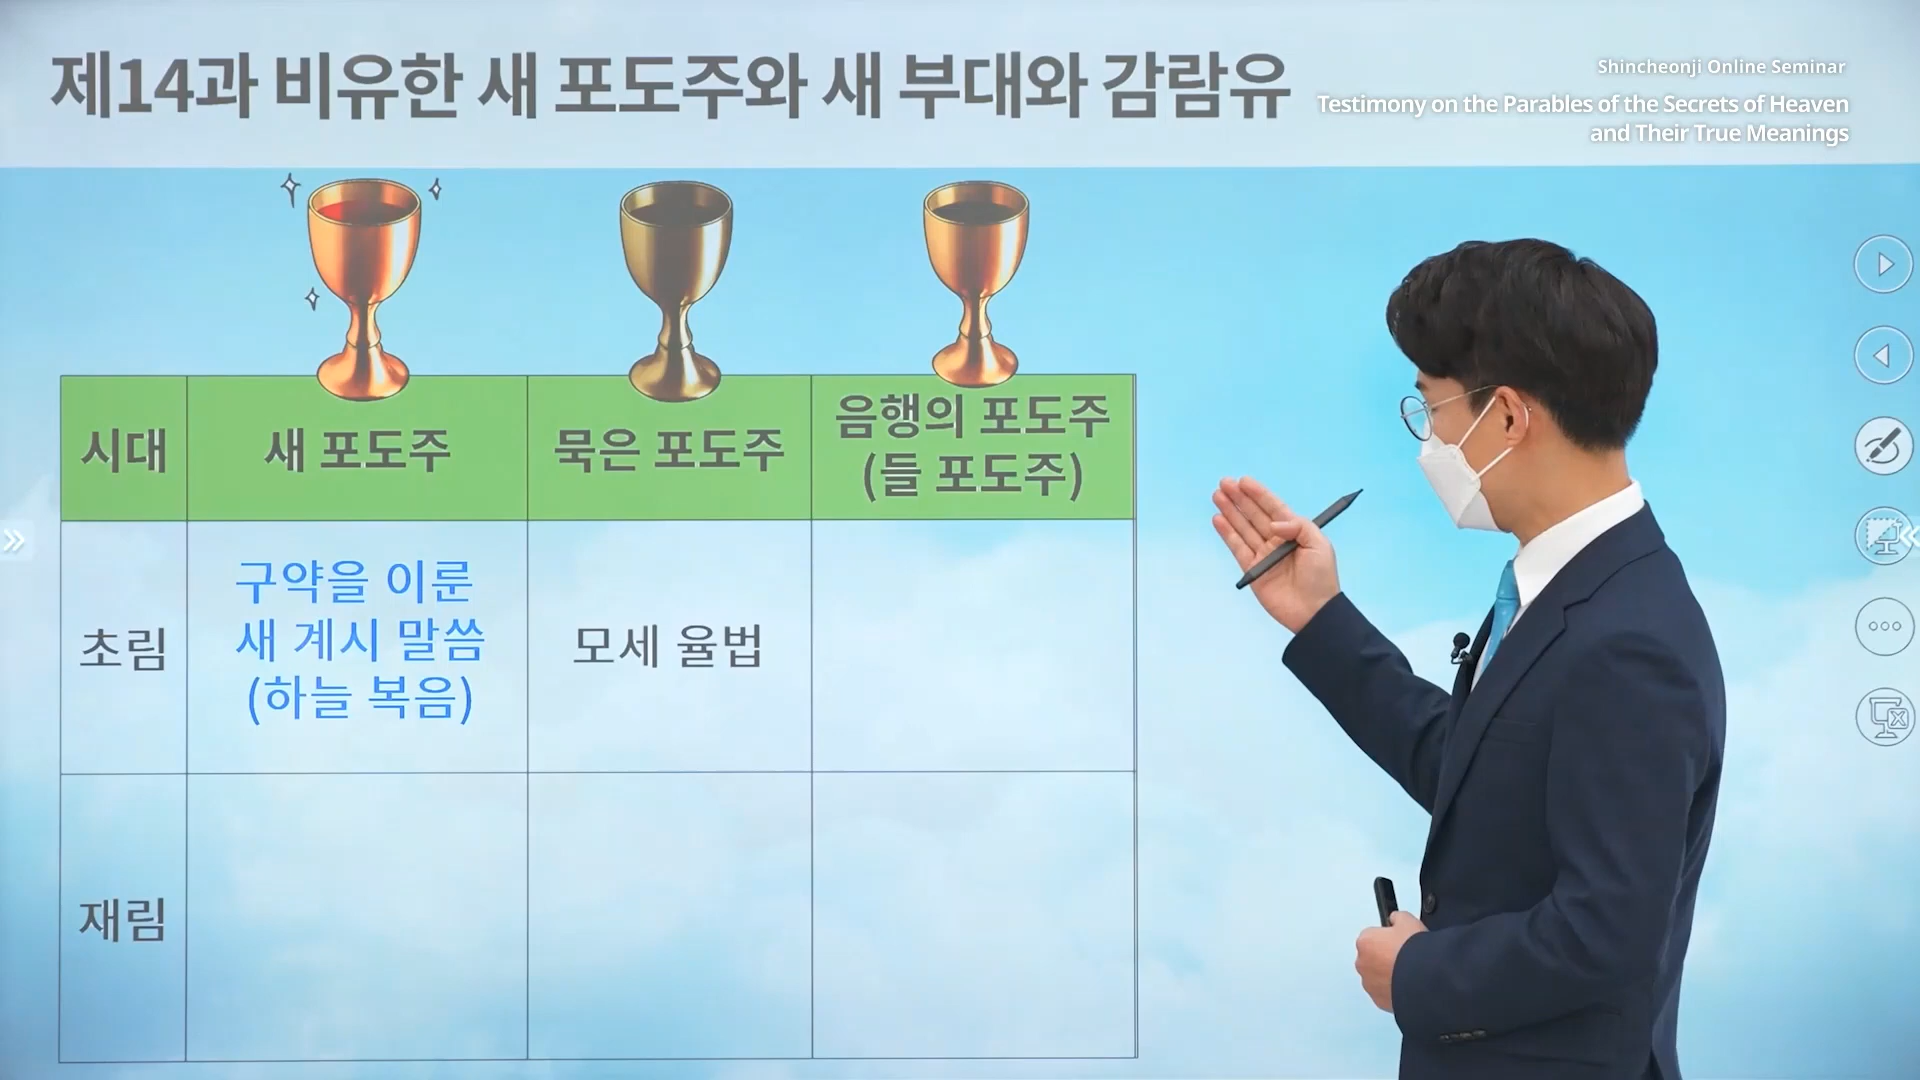 제14과 비유한 새 포도주와 새 부대와 감람유
Shincheonji Online Seminar
Testimony on the Parables of the Secrets of Heaven
and Their True Meanings
시대
새 포도주
묵은 포도주
음행의 포도주
(들 포도주)
초림
구약을 이룬
새 계시 말씀
(하늘 복음)
모세 율법
재림